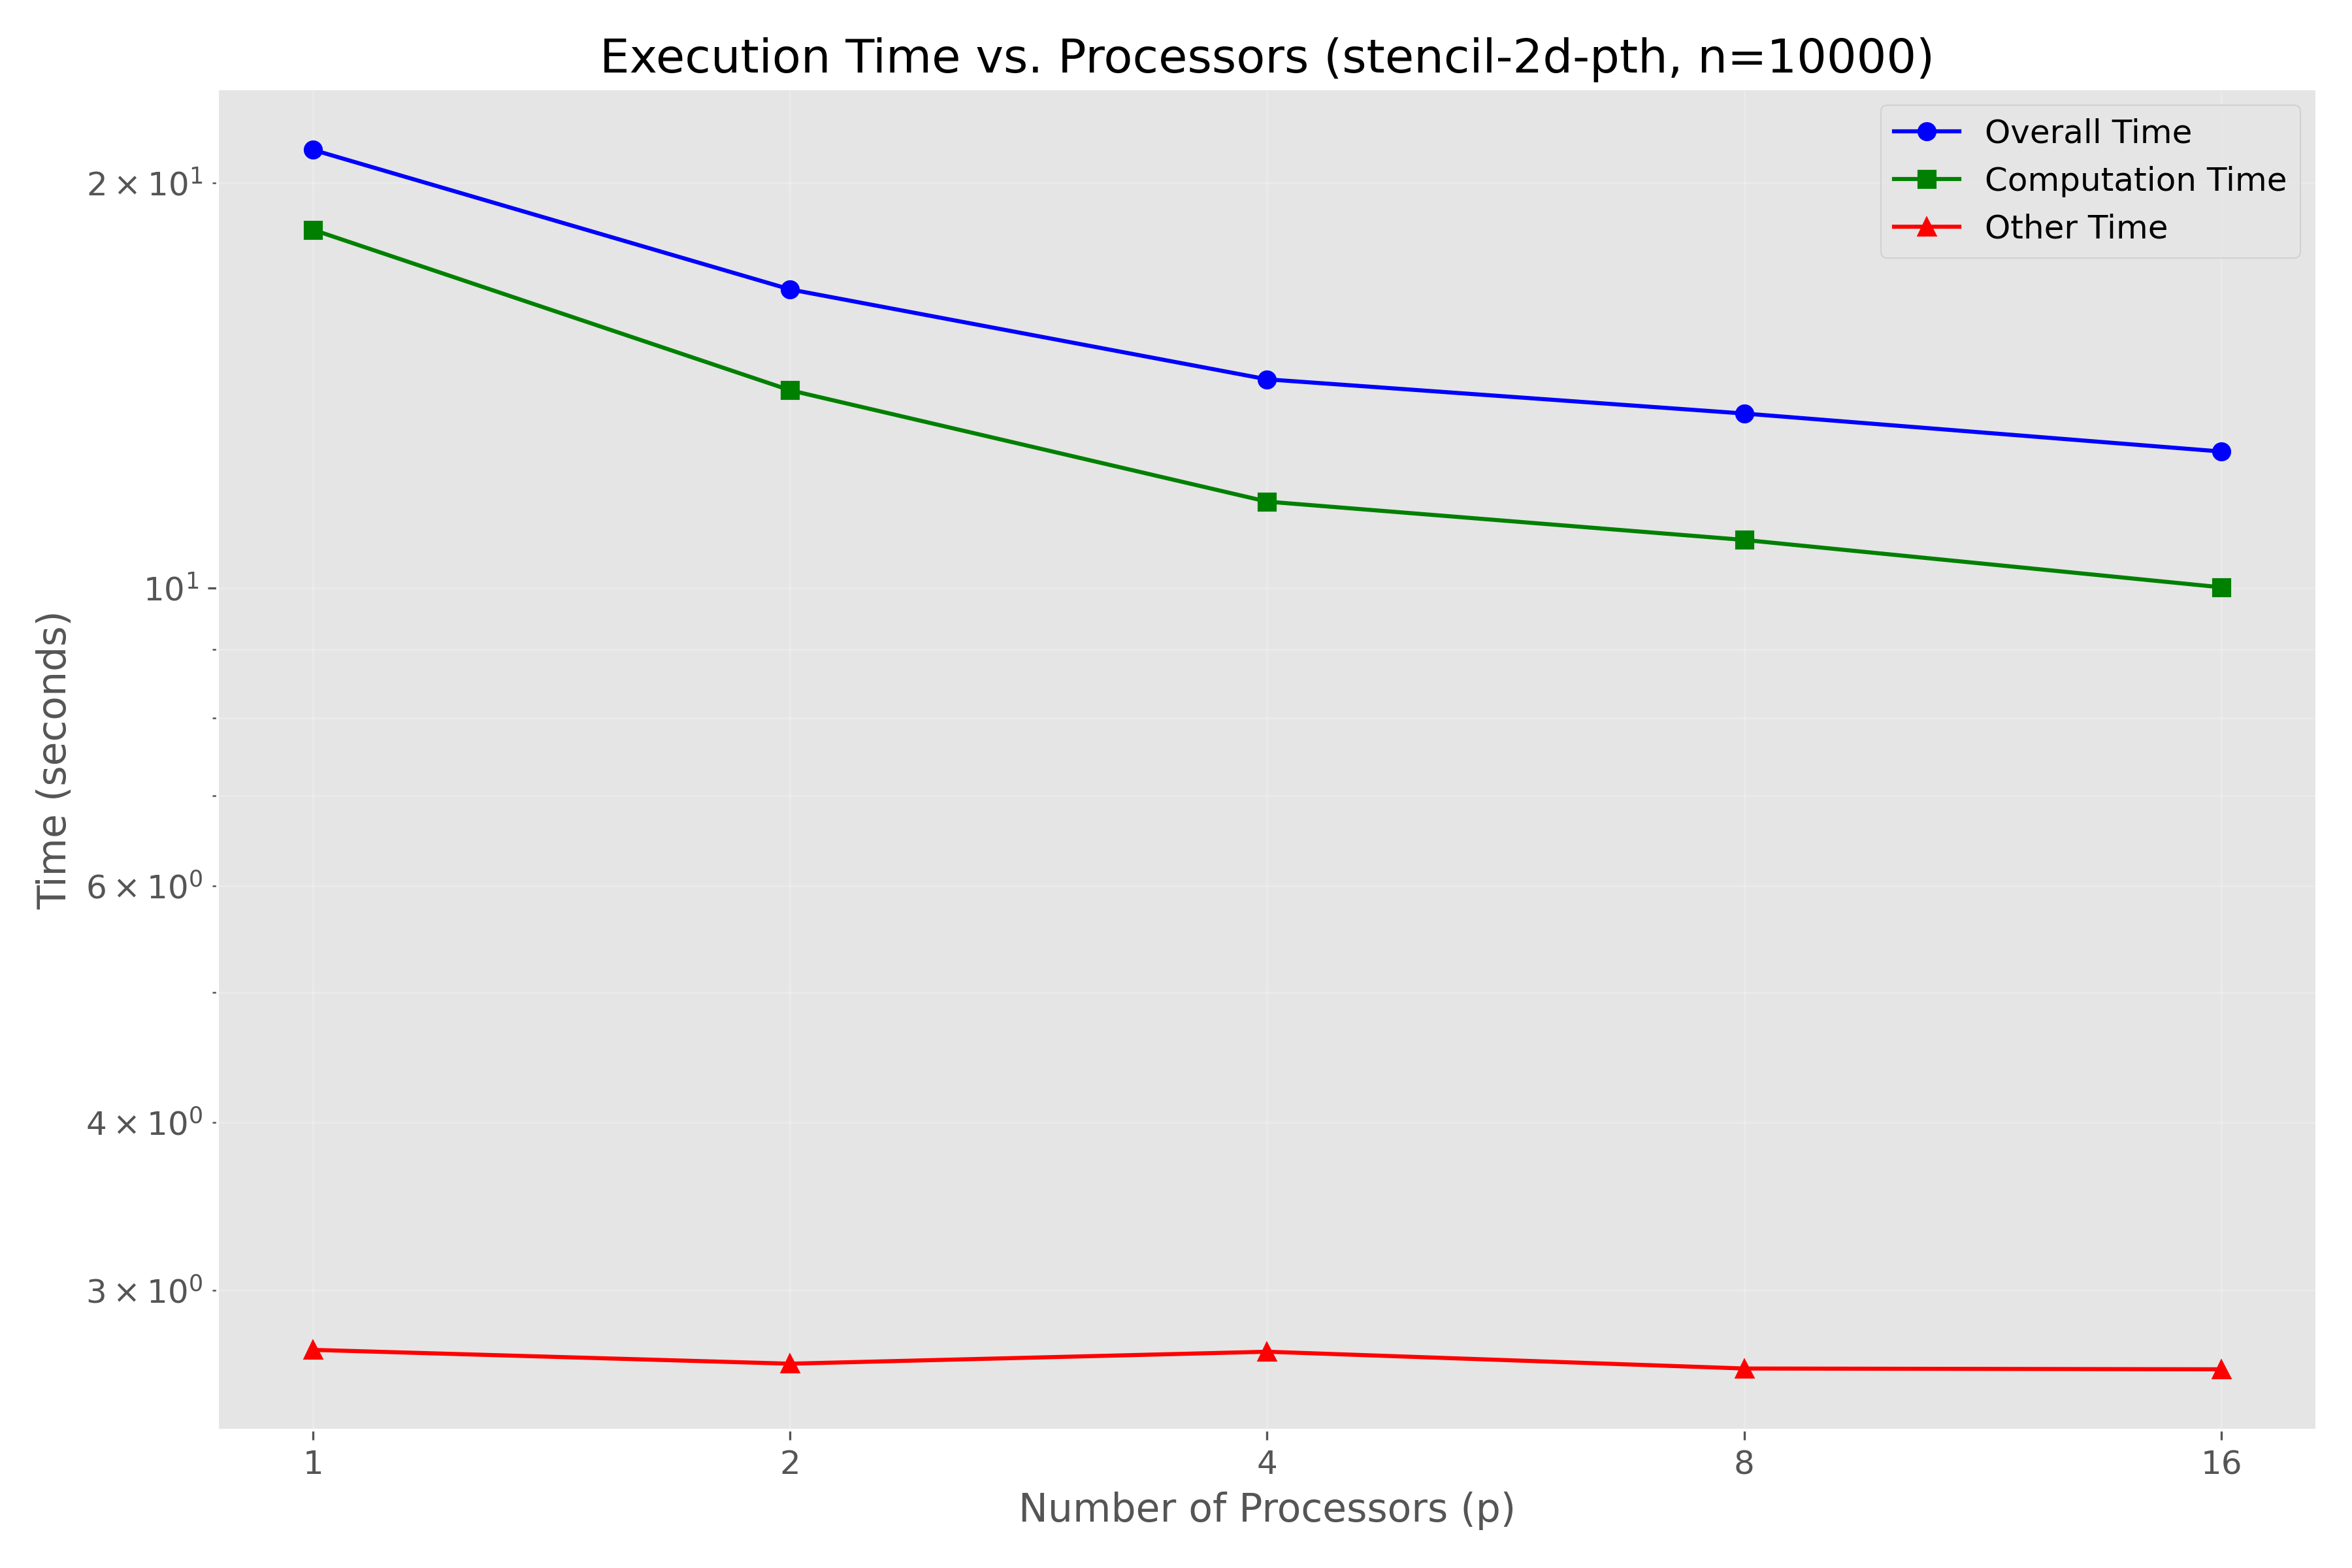 Execution Time vs. Processors (stencil-2d-pth, n=10000)
Overall Time
Computation Time
Other Time
Time (seconds)
2 × 10¹
10¹
6 × 10⁰
4 × 10⁰
3 × 10⁰
1 2 4 8 16
Number of Processors (p)